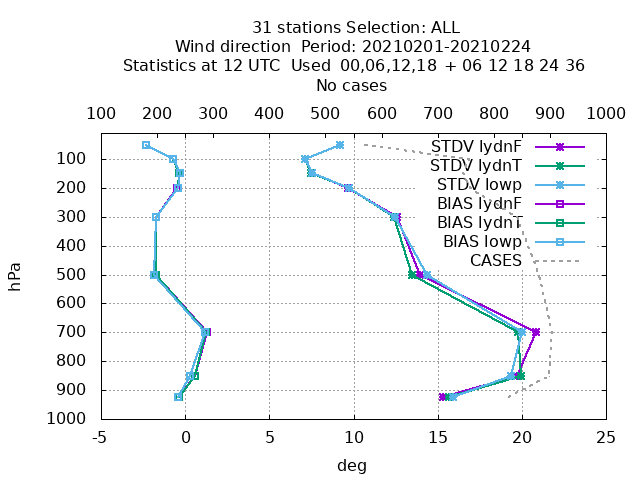 31 stations Selection: ALL
Wind direction  Period: 20210201-20210224
Statistics at 12 UTC  Used  00,06,12,18  + 06 12 18 24 36
No cases
100 200 300 400 500 600 700 800 900 1000
STDV lydnF
100
STDV lydnT
STDV lowp
200
BIAS lydnF
300
BIAS lydnT
400
BIAS lowp
CASES
500
600
700
800
900
1000
hPa
-5 0 5 10 15 20 25
deg